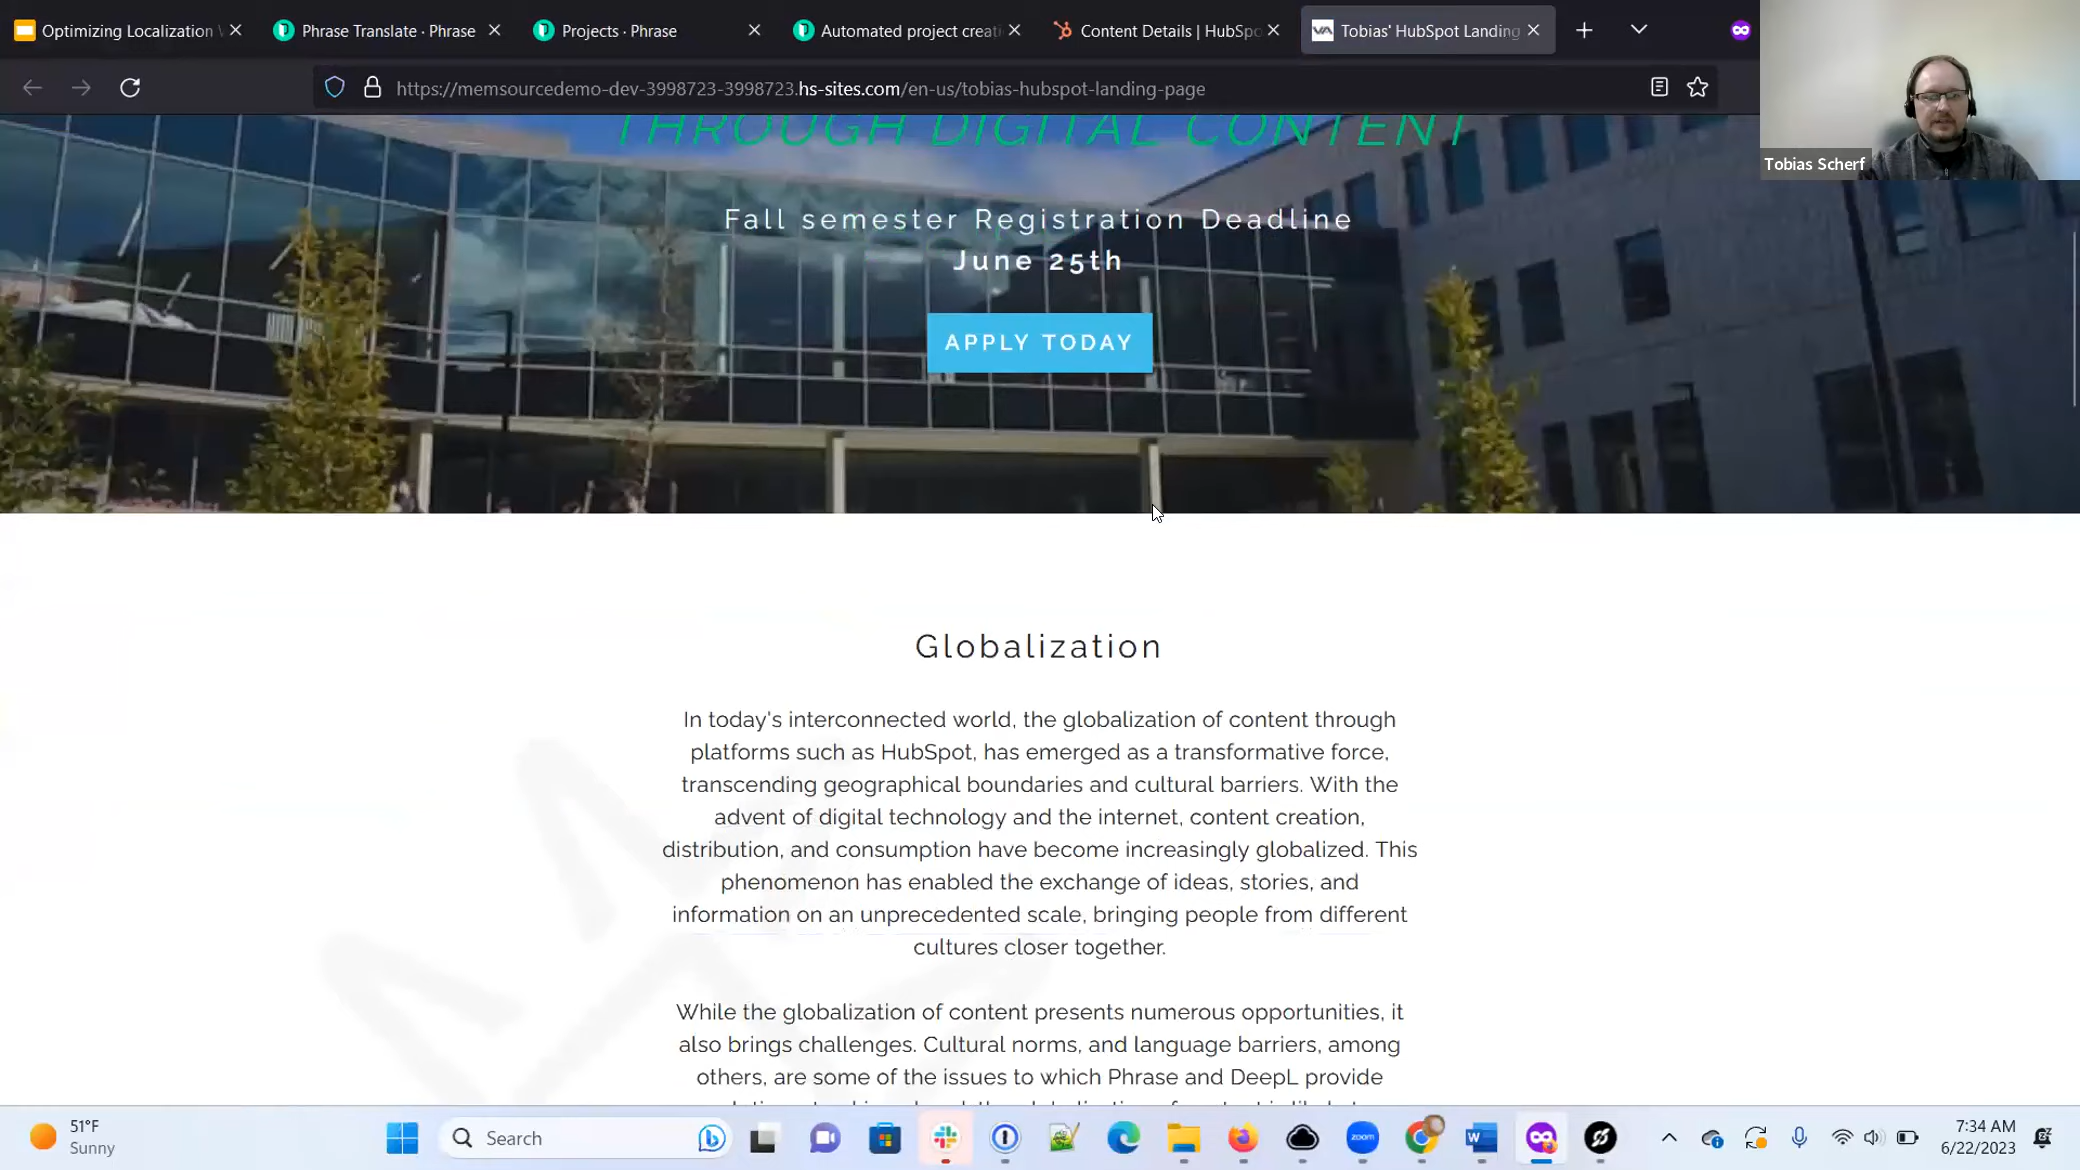 Optimizing Localization
Phrase Translate · Phrase
Projects · Phrase
Automated project creati
Content Details | HubSpo
VA
Tobias' HubSpot Landing
https://memsourcedemo-dev-3998723-3998723.hs-sites.com/en-us/tobias-hubspot-landing-page
Tobias Scherf
THROUGH DIGITAL CONTENT
Fall semester Registration Deadline
June 25th
APPLY TODAY
Globalization
In today's interconnected world, the globalization of content through
platforms such as HubSpot, has emerged as a transformative force,
transcending geographical boundaries and cultural barriers. With the
advent of digital technology and the internet, content creation,
distribution, and consumption have become increasingly globalized. This
phenomenon has enabled the exchange of ideas, stories, and
information on an unprecedented scale, bringing people from different
cultures closer together.
While the globalization of content presents numerous opportunities, it
also brings challenges. Cultural norms, and language barriers, among
others, are some of the issues to which Phrase and DeepL provide
51°F
Sunny
Search
zoom
7:34 AM
6/22/2023